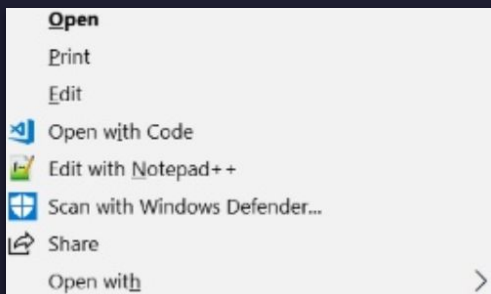 Open
Print
Edit
Open with Code
Edit with Notepad++
Scan with Windows Defender...
Share
Open with